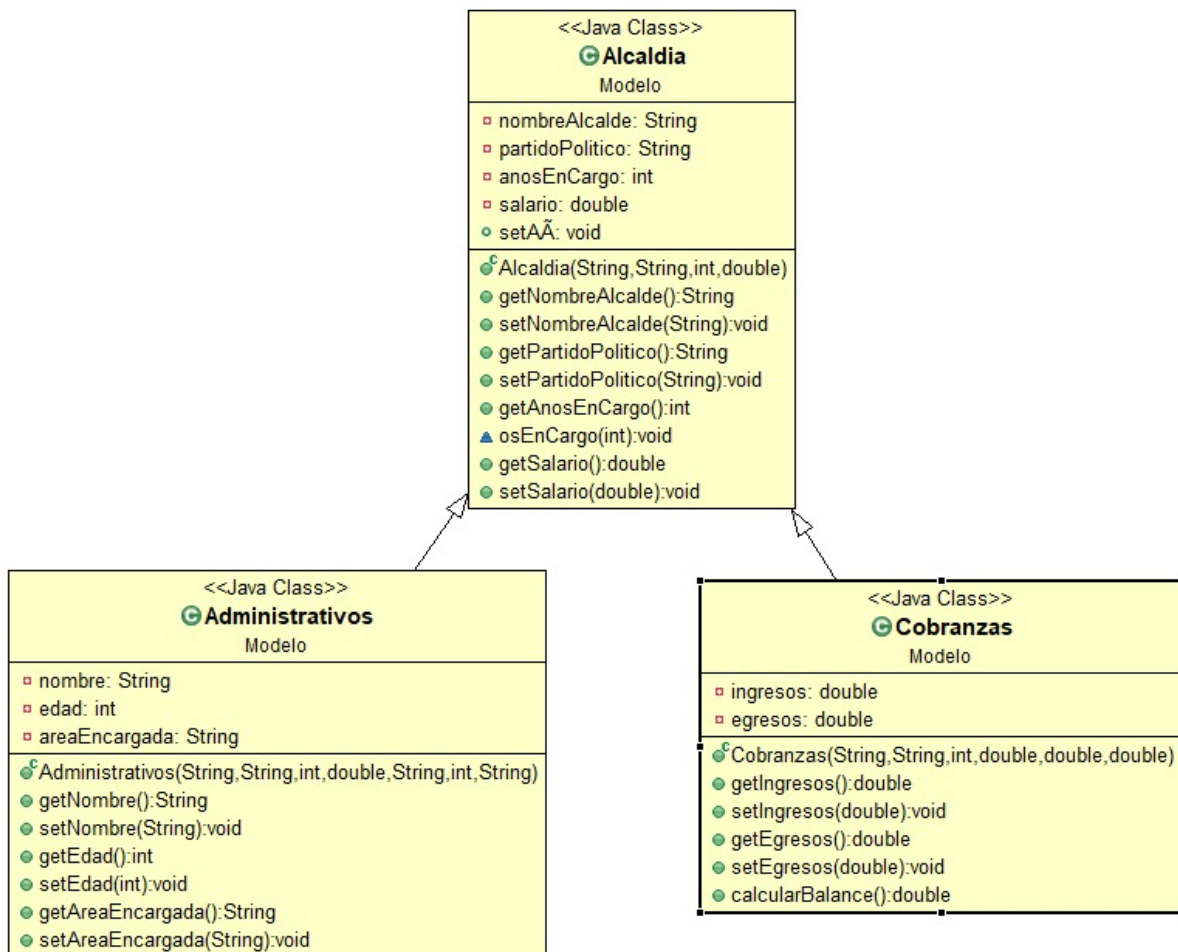 <<Java Class>>
Alcaldia
Modelo
nombreAlcalde: String
partidoPolitico: String
anosEnCargo: int
salario: double
setAÃ: void
Alcaldia(String,String,int,double)
getNombreAlcalde():String
setNombreAlcalde(String):void
getPartidoPolitico():String
setPartidoPolitico(String):void
getAnosEnCargo():int
osEnCargo(int):void
getSalario():double
setSalario(double):void
<<Java Class>>
Administrativos
Modelo
nombre: String
edad: int
areaEncargada: String
Administrativos(String,String,int,double,String,int,String)
getNombre():String
setNombre(String):void
getEdad():int
setEdad(int):void
getAreaEncargada():String
setAreaEncargada(String):void
<<Java Class>>
Cobranzas
Modelo
ingresos: double
egresos: double
Cobranzas(String,String,int,double,double,double)
getIngresos():double
setIngresos(double):void
getEgresos():double
setEgresos(double):void
calcularBalance():double